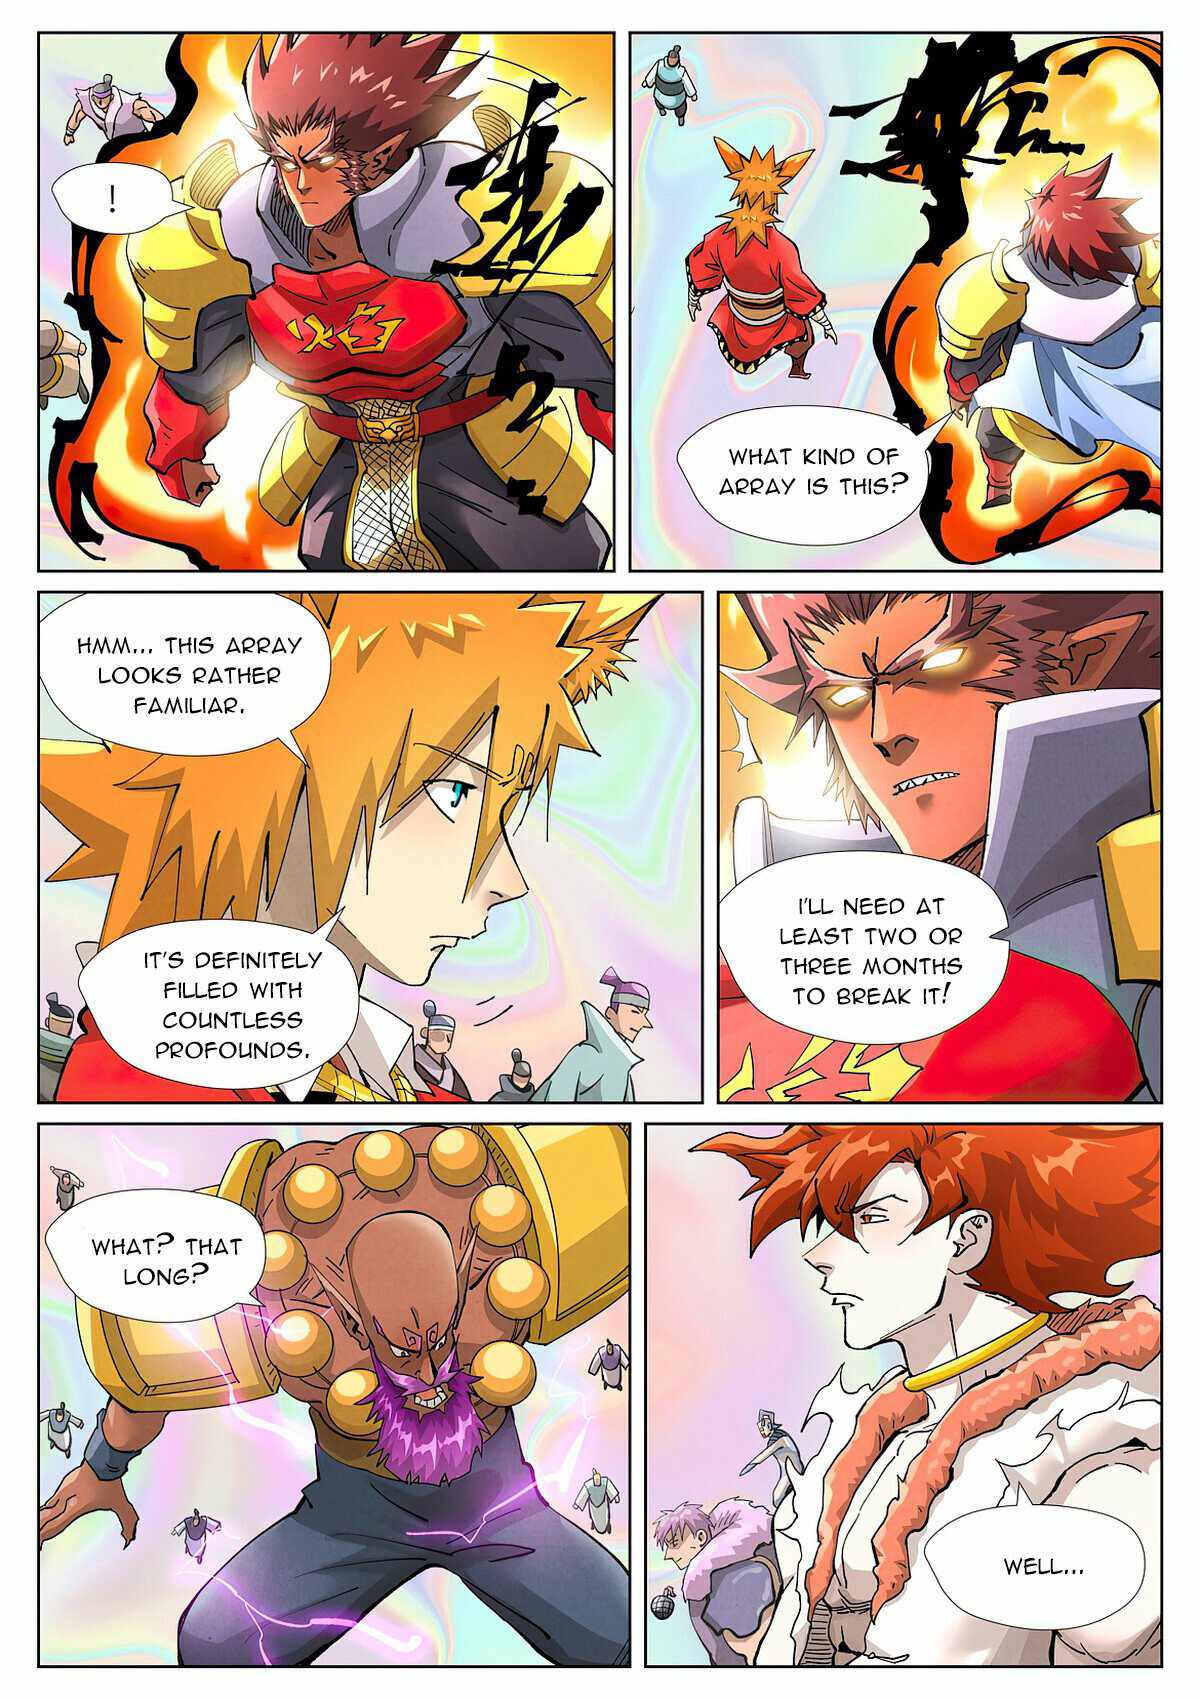 !
WHAT KIND OF
ARRAY IS THIS?
HMM... THIS ARRAY
LOOKS RATHER
FAMILIAR.
IT'S DEFINITELY
FILLED WITH
COUNTLESS
PROFOUNDS.
I'LL NEED AT
LEAST TWO OR
THREE MONTHS
TO BREAK IT!
WHAT? THAT
LONG?
WELL...